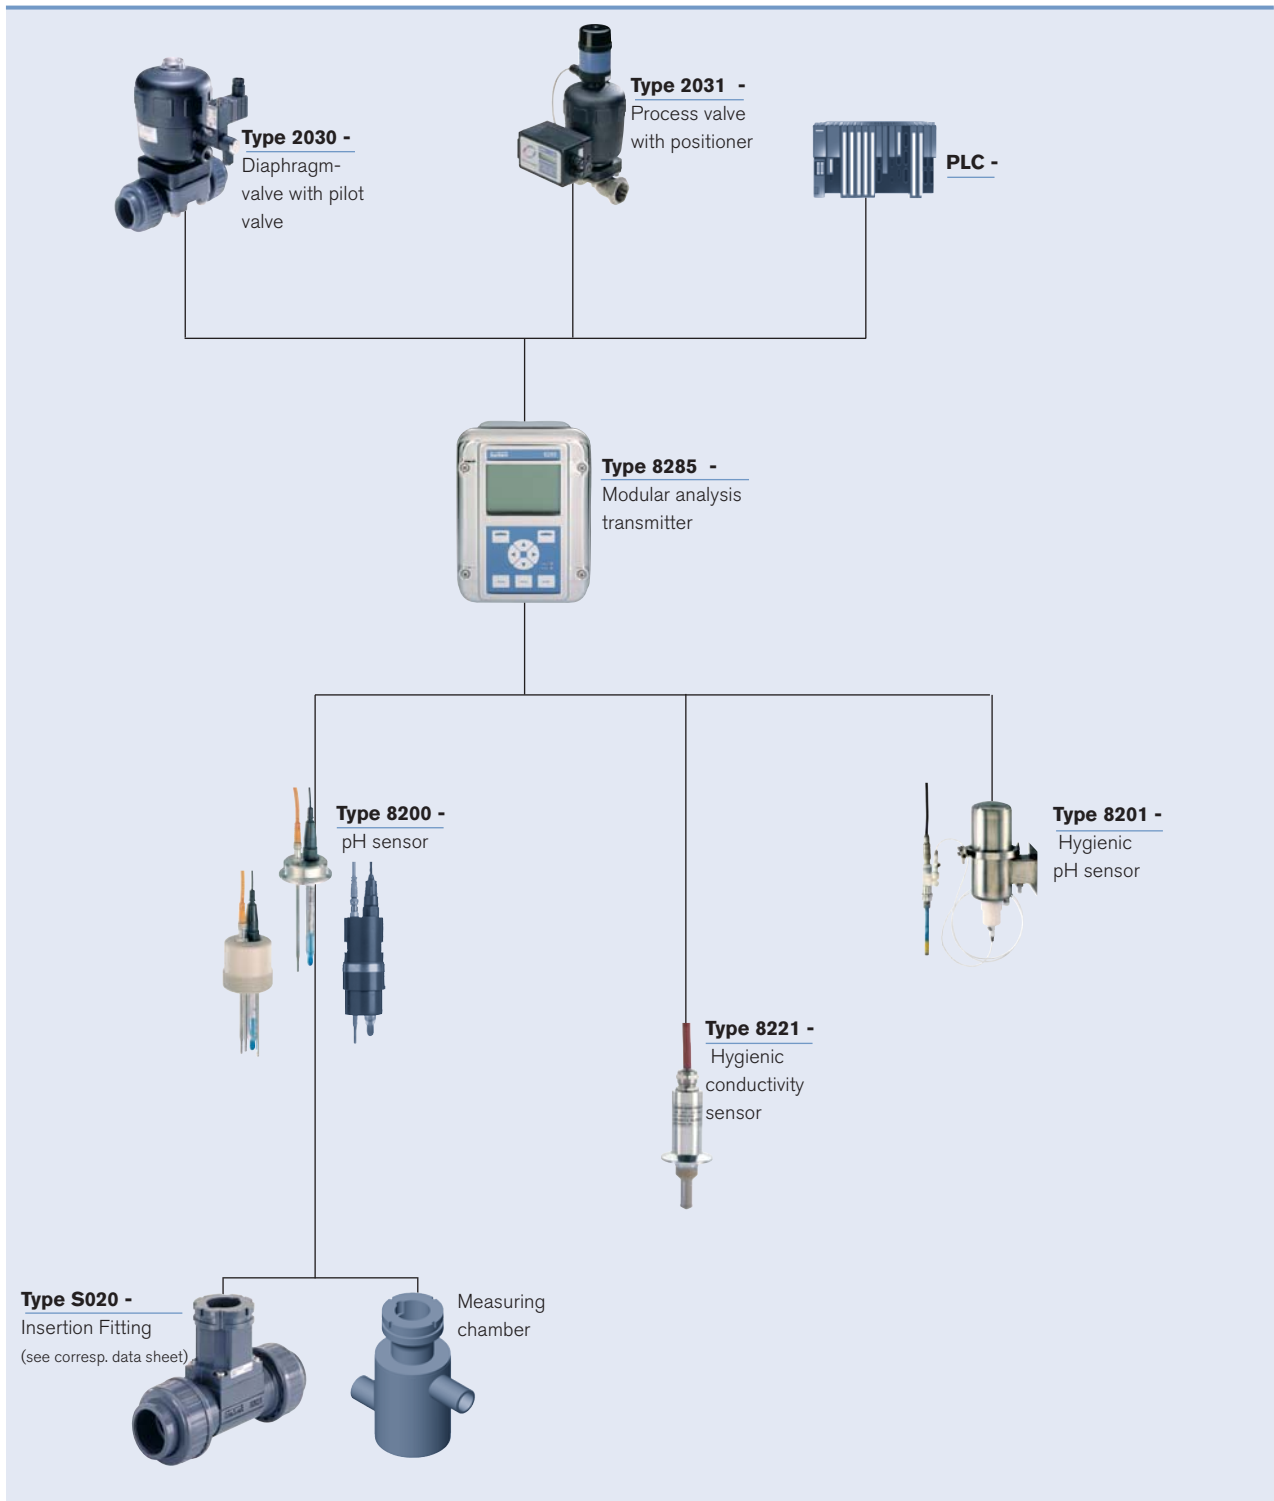 Type 2030 -
Diaphragm-
valve with pilot
valve
Type 2031 -
Process valve
with positioner
PLC -
8285
Type 8285 -
Modular analysis
transmitter
Type 8200 -
pH sensor
Type 8201 -
Hygienic
pH sensor
Type 8221 -
Hygienic
conductivity
sensor
Type S020 -
Insertion Fitting
(see corresp. data sheet)
Measuring
chamber